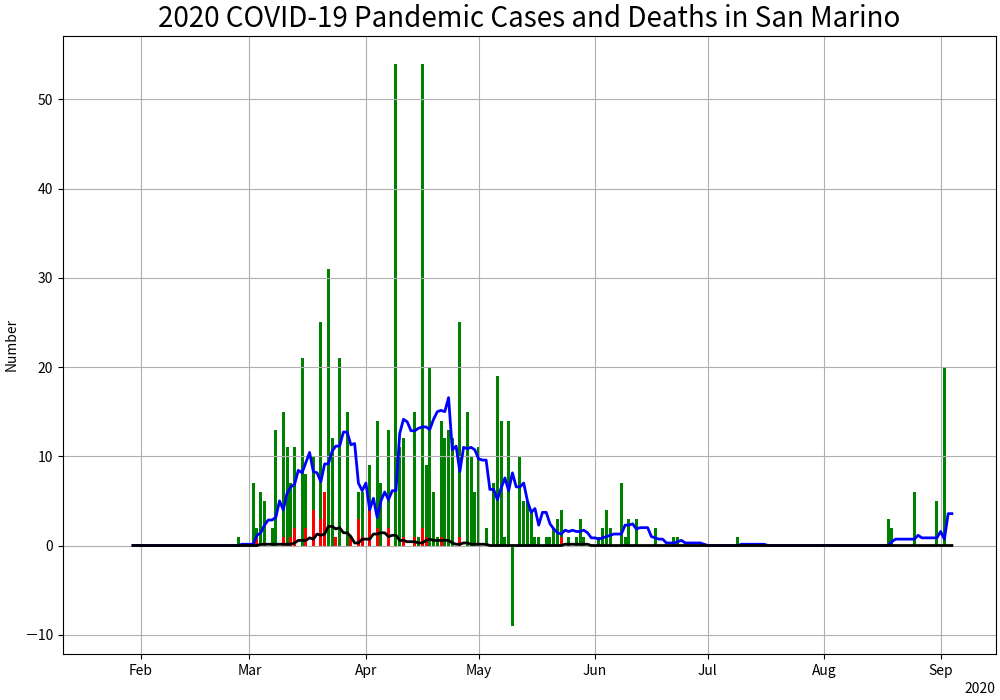 2020 COVID-19 Pandemic Cases and Deaths in San Marino
50
40
30
20
10
0
−10
Number
Feb Mar Apr May Jun Jul Aug Sep
2020